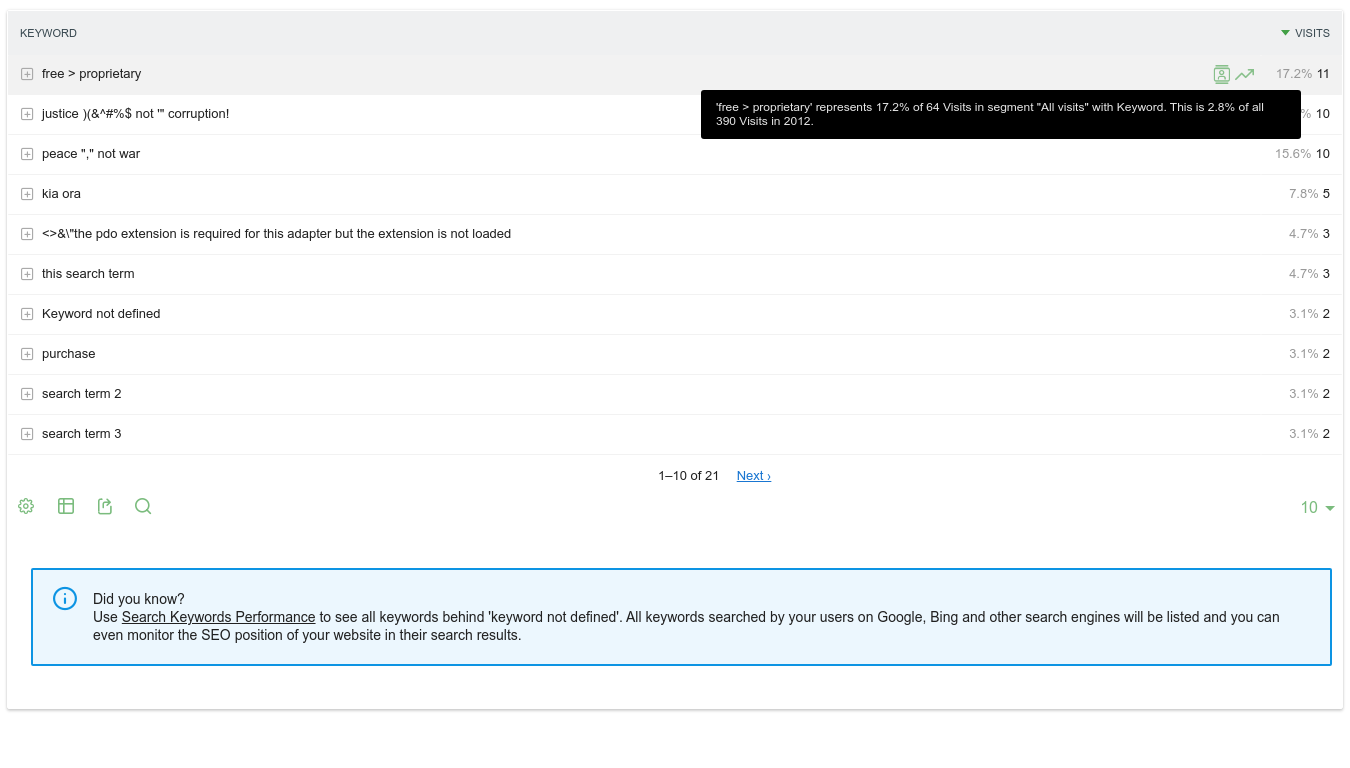 KEYWORD VISITS
free > proprietary 17.2% 11
'free > proprietary' represents 17.2% of 64 Visits in segment "All visits" with Keyword. This is 2.8% of all
390 Visits in 2012.
justice )(&^#%$ not '" corruption! % 10
peace "," not war 15.6% 10
kia ora 7.8% 5
<>&\"the pdo extension is required for this adapter but the extension is not loaded 4.7% 3
this search term 4.7% 3
Keyword not defined 3.1% 2
purchase 3.1% 2
search term 2 3.1% 2
search term 3 3.1% 2
1–10 of 21 Next ›
10
Did you know?
Use Search Keywords Performance to see all keywords behind 'keyword not defined'. All keywords searched by your users on Google, Bing and other search engines will be listed and you can
even monitor the SEO position of your website in their search results.